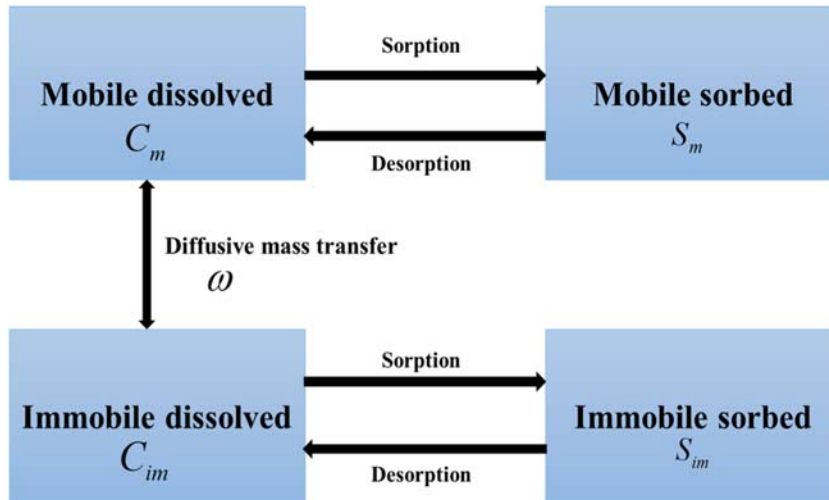 Mobile dissolved
C_m
Sorption
Desorption
Mobile sorbed
S_m
Diffusive mass transfer
ω
Immobile dissolved
C_im
Sorption
Desorption
Immobile sorbed
S_im